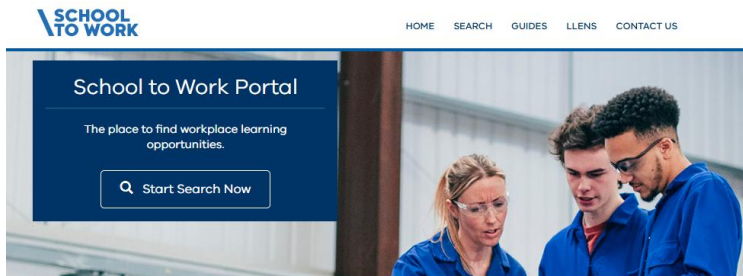 SCHOOL
TO WORK
HOME SEARCH GUIDES LLENS CONTACT US
School to Work Portal
The place to find workplace learning
opportunities.
Start Search Now